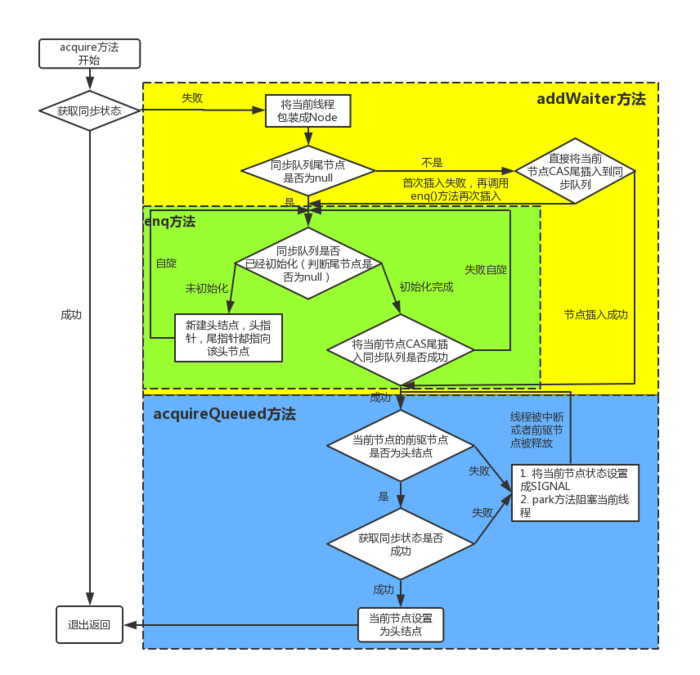 acquire方法
开始
获取同步状态
失败
将当前线程
包装成Node
addWaiter方法
同步队列尾节点
是否为null
不是
直接将当前
节点CAS尾插入到同
步队列
首次插入失败，再调用
enq()方法再次插入
是
enq方法
同步队列是否
已经初始化（判断尾节点是
否为null）
自旋
失败自旋
未初始化
初始化完成
成功
节点插入成功
新建头结点，头指
针，尾指针都指向
该头节点
将当前节点CAS尾插
入同步队列是否成功
成功
acquireQueued方法
线程被中断
或者前驱节
点被释放
当前节点的前驱节点
是否为头结点
失败
1. 将当前节点状态设置
成SIGNAL
2. park方法阻塞当前线
程
是
失败
获取同步状态是否
成功
成功
当前节点设置
为头结点
退出返回